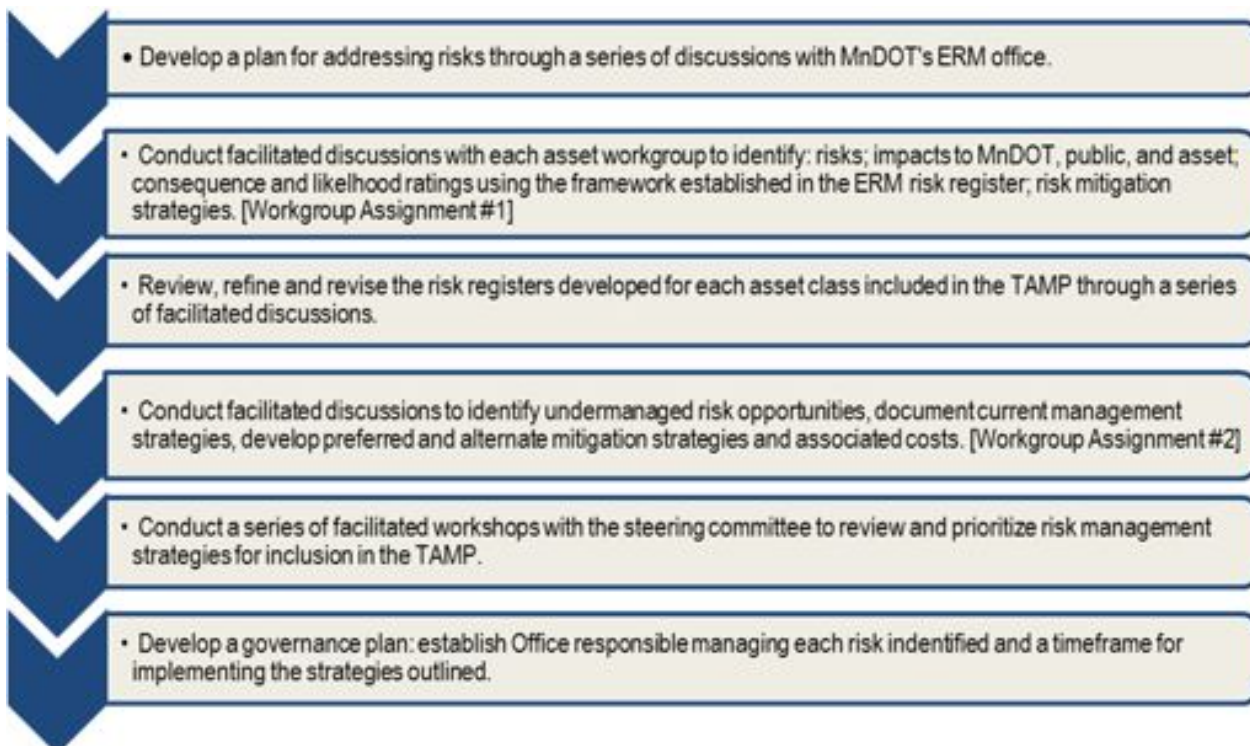 • Develop a plan for addressing risks through a series of discussions with MnDOT's ERM office.
• Conduct facilitated discussions with each asset workgroup to identify: risks; impacts to MnDOT, public, and asset;
consequence and likelhood ratings using the framework established in the ERM risk register; risk mitigation
strategies. [Workgroup Assignment #1]
• Review, refine and revise the risk registers developed for each asset class included in the TAMP through a series
of facilitated discussions.
• Conduct facilitated discussions to identify undermanaged risk opportunities, document current management
strategies, develop preferred and alternate mitigation strategies and associated costs. [Workgroup Assignment #2]
• Conduct a series of facilitated workshops with the steering committee to review and prioritize risk management
strategies for inclusion in the TAMP.
• Develop a governance plan: establish Office responsible managing each risk indentified and a timeframe for
implementing the strategies outlined.